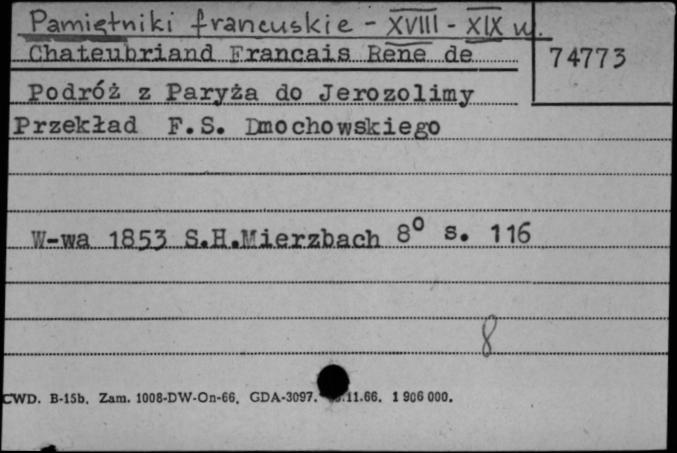 Pamiętniki francuskie - XVIII - XIX w.
Chateubriand Francais Rene de
74773
Podróż z Paryża do Jerozolimy
Przekład F.S. Dmochowskiego
W-wa 1853 S.H.Mierzbach 8° s. 116
8
CWD. B-15b. Zam. 1008-DW-On-66. GDA-3097. .11.66. 1 906 000.